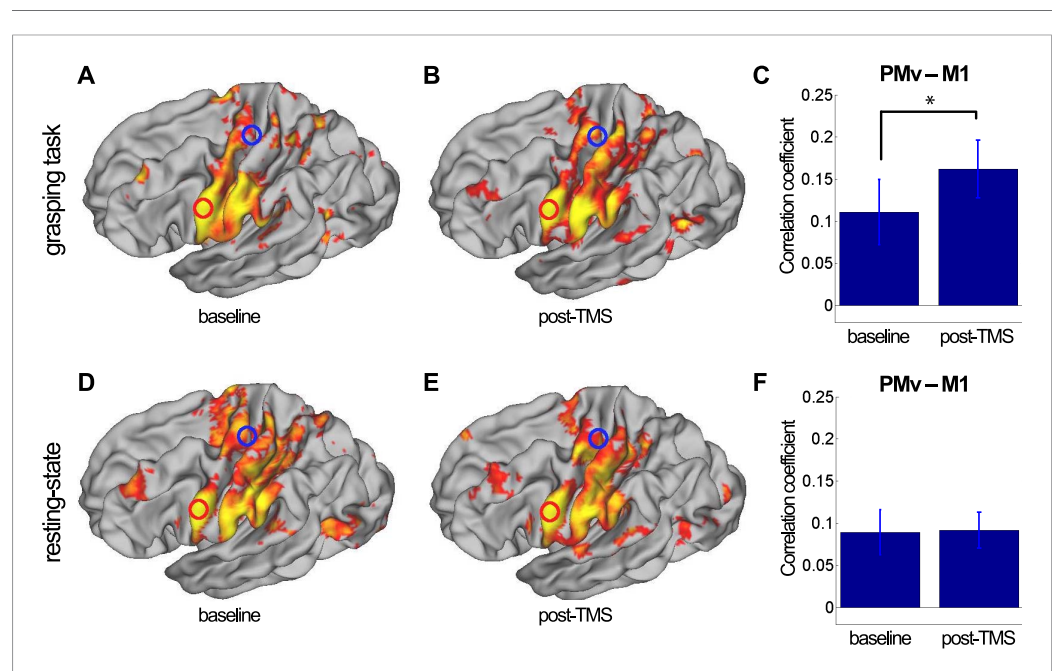 A
B
C
PMv – M1
grasping task
baseline
post-TMS
Correlation coefficient
0.25
0.2
0.15
0.1
0.05
0
*
baseline
post-TMS
D
E
F
PMv – M1
resting-state
baseline
post-TMS
Correlation coefficient
0.25
0.2
0.15
0.1
0.05
0
baseline
post-TMS